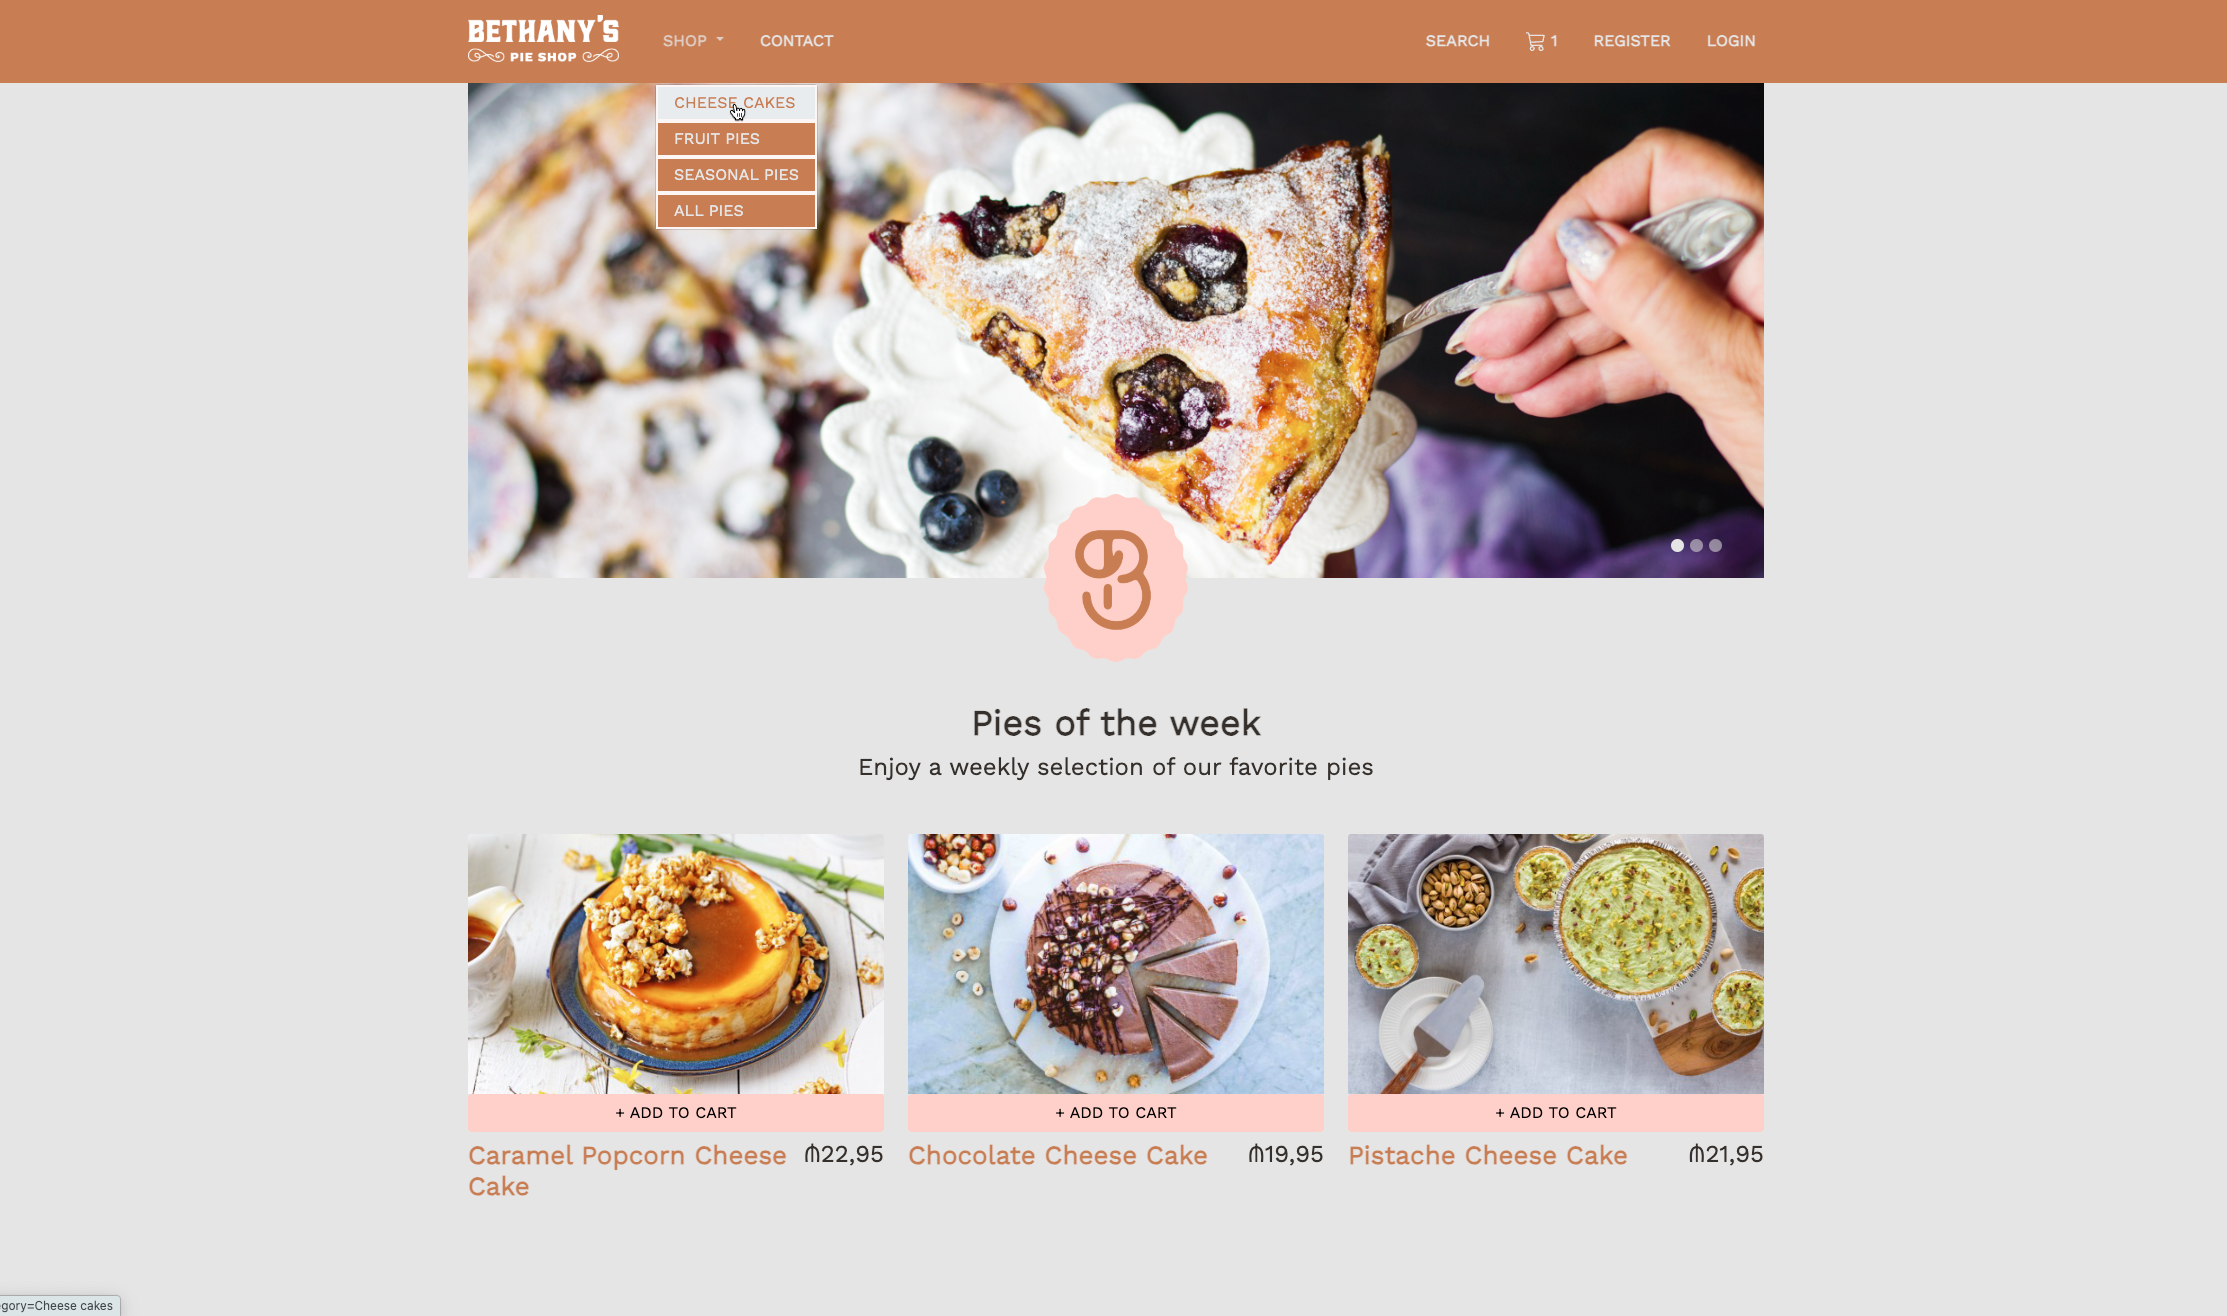 BETHANY'S
PIE SHOP
SHOP
CONTACT
SEARCH
1
REGISTER
LOGIN
CHEESE CAKES
FRUIT PIES
SEASONAL PIES
ALL PIES
Pies of the week
Enjoy a weekly selection of our favorite pies
+ ADD TO CART
Caramel Popcorn Cheese Cake
₼22,95
+ ADD TO CART
Chocolate Cheese Cake
₼19,95
+ ADD TO CART
Pistache Cheese Cake
₼21,95
gory=Cheese cakes